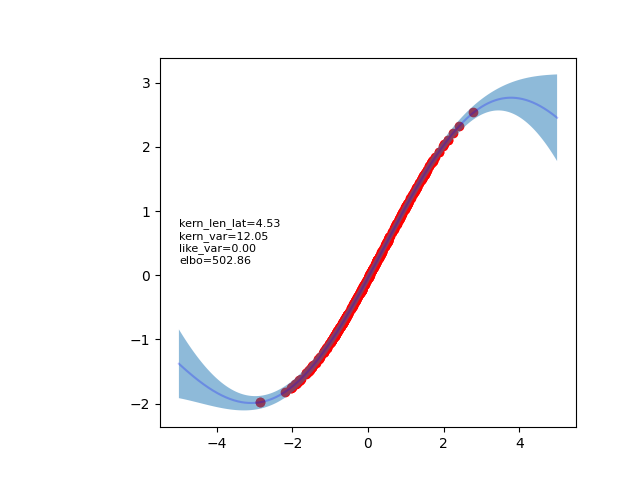 3
2
1
0
−1
−2
kern_len_lat=4.53
kern_var=12.05
like_var=0.00
elbo=502.86
−4
−2
0
2
4